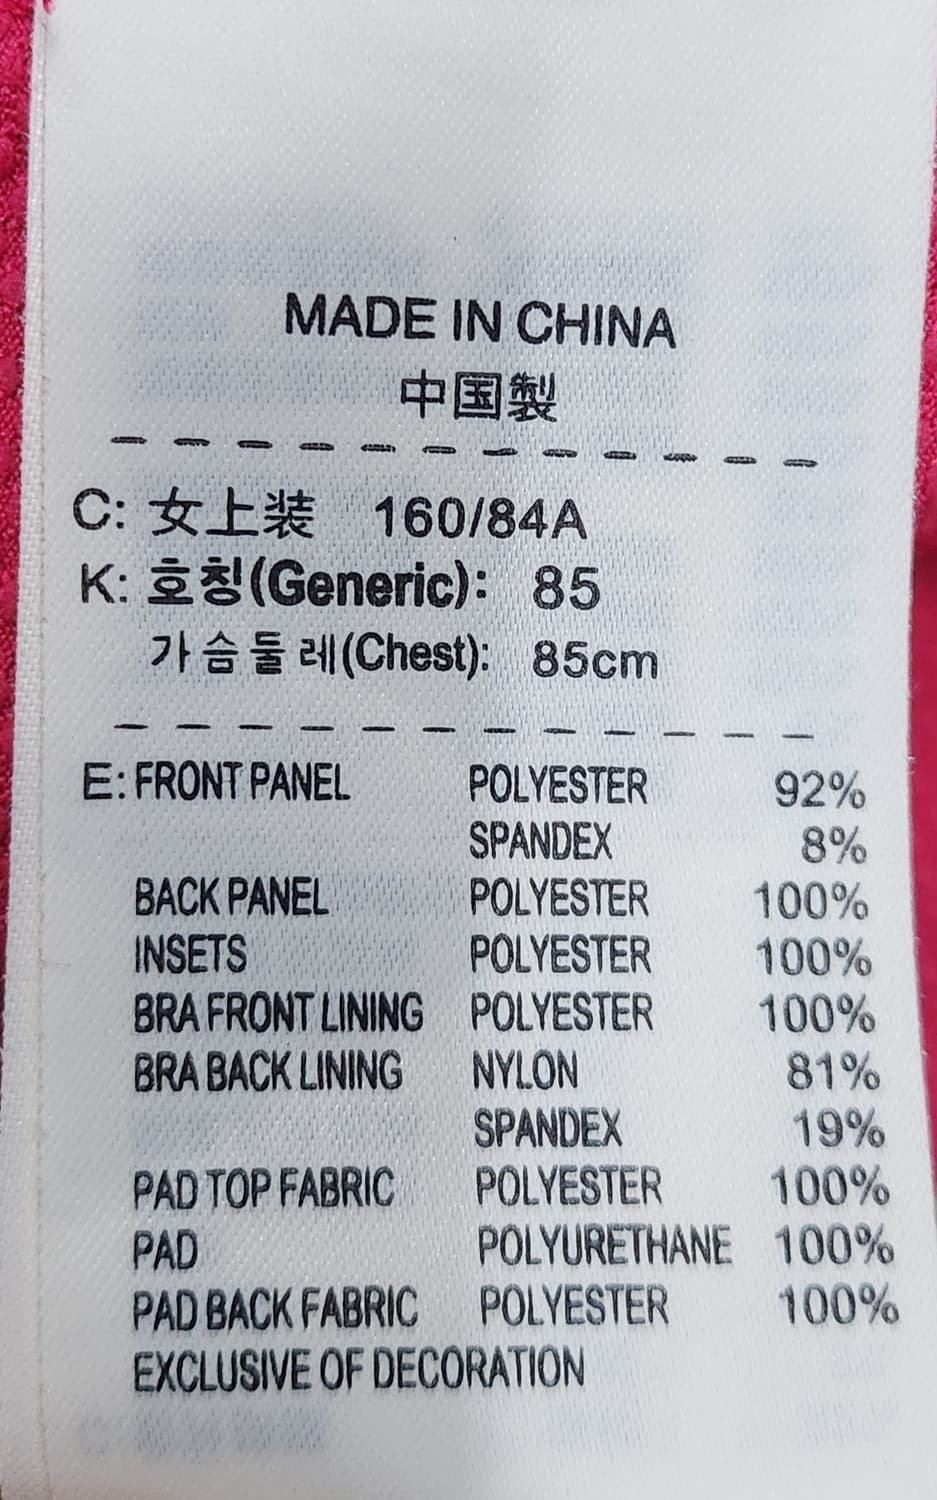 MADE IN CHINA
中国製
C: 女上装 160/84A
K: 호칭(Generic): 85
가슴둘레(Chest): 85cm
E: FRONT PANEL POLYESTER 92%
SPANDEX 8%
BACK PANEL POLYESTER 100%
INSETS POLYESTER 100%
BRA FRONT LINING POLYESTER 100%
BRA BACK LINING NYLON 81%
SPANDEX 19%
PAD TOP FABRIC POLYESTER 100%
PAD POLYURETHANE 100%
PAD BACK FABRIC POLYESTER 100%
EXCLUSIVE OF DECORATION